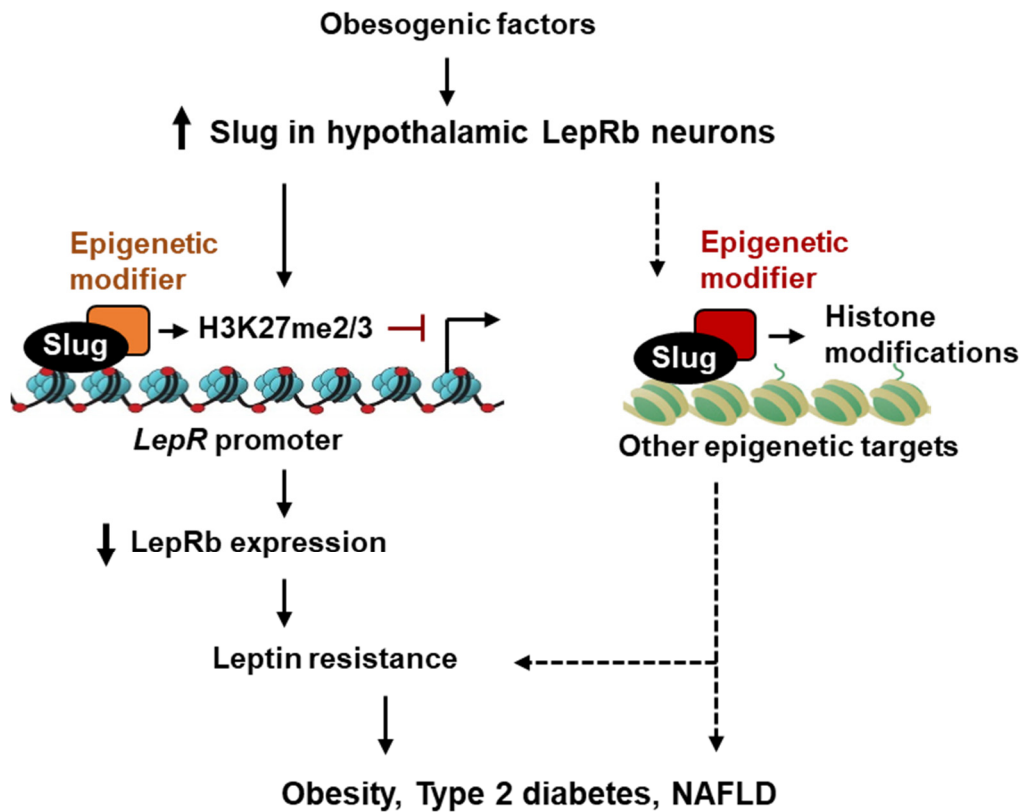 Obesogenic factors
Slug in hypothalamic LepRb neurons
Epigenetic
modifier
Slug
H3K27me2/3
LepR promoter
Epigenetic
modifier
Slug
Histone
modifications
Other epigenetic targets
LepRb expression
Leptin resistance
Obesity, Type 2 diabetes, NAFLD